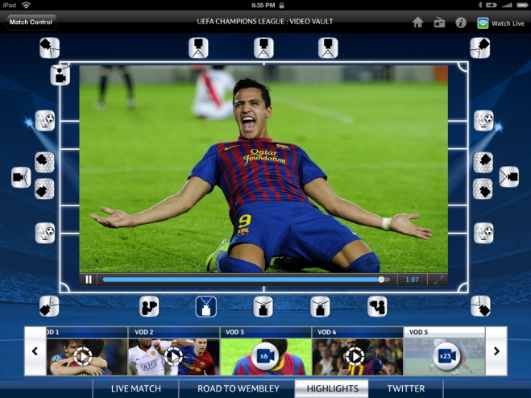 iPad
8:35 PM
Match Control
UEFA CHAMPIONS LEAGUE : VIDEO VAULT
Watch Live
Qatar
Foundation
9
1:07
OD 1
VOD 2
VOD 3
VOD 4
VOD 5
x6
x23
LIVE MATCH
ROAD TO WEMBLEY
HIGHLIGHTS
TWITTER